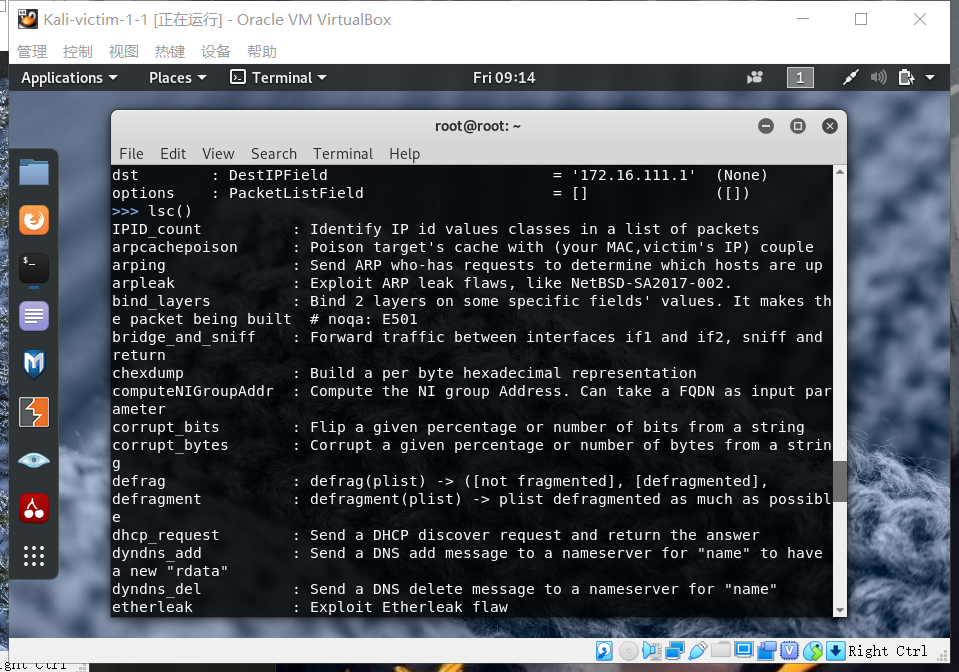 Kali-victim-1-1 [正在运行] - Oracle VM VirtualBox
管理 控制 视图 热键 设备 帮助
Applications Places Terminal Fri 09:14 1
root@root: ~
File Edit View Search Terminal Help
dst        : DestIPField                         = '172.16.111.1'  (None)
options    : PacketListField                     = []              ([])
>>> lsc()
IPID_count          : Identify IP id values classes in a list of packets
arpcachepoison      : Poison target's cache with (your MAC,victim's IP) couple
arping              : Send ARP who-has requests to determine which hosts are up
arpleak             : Exploit ARP leak flaws, like NetBSD-SA2017-002.
bind_layers         : Bind 2 layers on some specific fields' values. It makes th
e packet being built  # noqa: E501
bridge_and_sniff    : Forward traffic between interfaces if1 and if2, sniff and
return
chexdump            : Build a per byte hexadecimal representation
computeNIGroupAddr  : Compute the NI group Address. Can take a FQDN as input par
ameter
corrupt_bits        : Flip a given percentage or number of bits from a string
corrupt_bytes       : Corrupt a given percentage or number of bytes from a strin
g
defrag              : defrag(plist) -> ([not fragmented], [defragmented],
defragment          : defragment(plist) -> plist defragmented as much as possibl
e
dhcp_request        : Send a DHCP discover request and return the answer
dyndns_add          : Send a DNS add message to a nameserver for "name" to have
a new "rdata"
dyndns_del          : Send a DNS delete message to a nameserver for "name"
etherleak           : Exploit Etherleak flaw
Right Ctrl
ight Ctrl